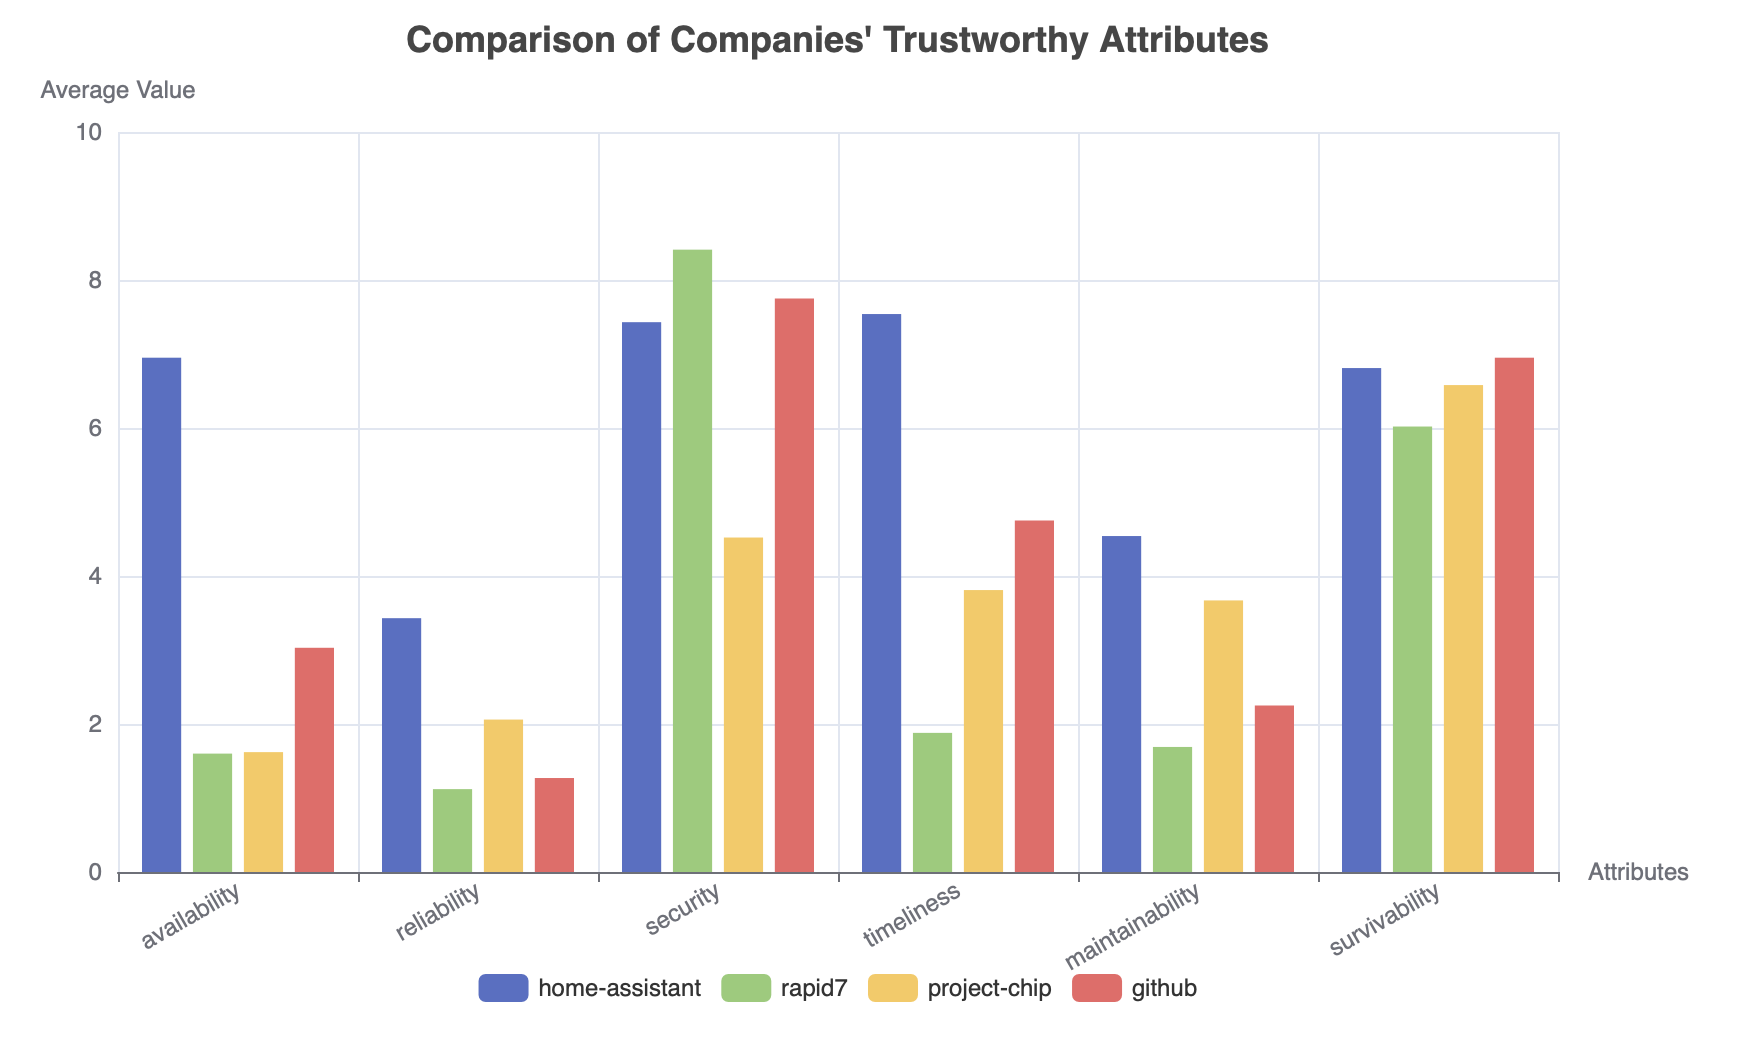 Comparison of Companies' Trustworthy Attributes
Average Value
10
8
6
4
2
0
Attributes
availability
reliability
security
timeliness
maintainability
survivability
home-assistant
rapid7
project-chip
github